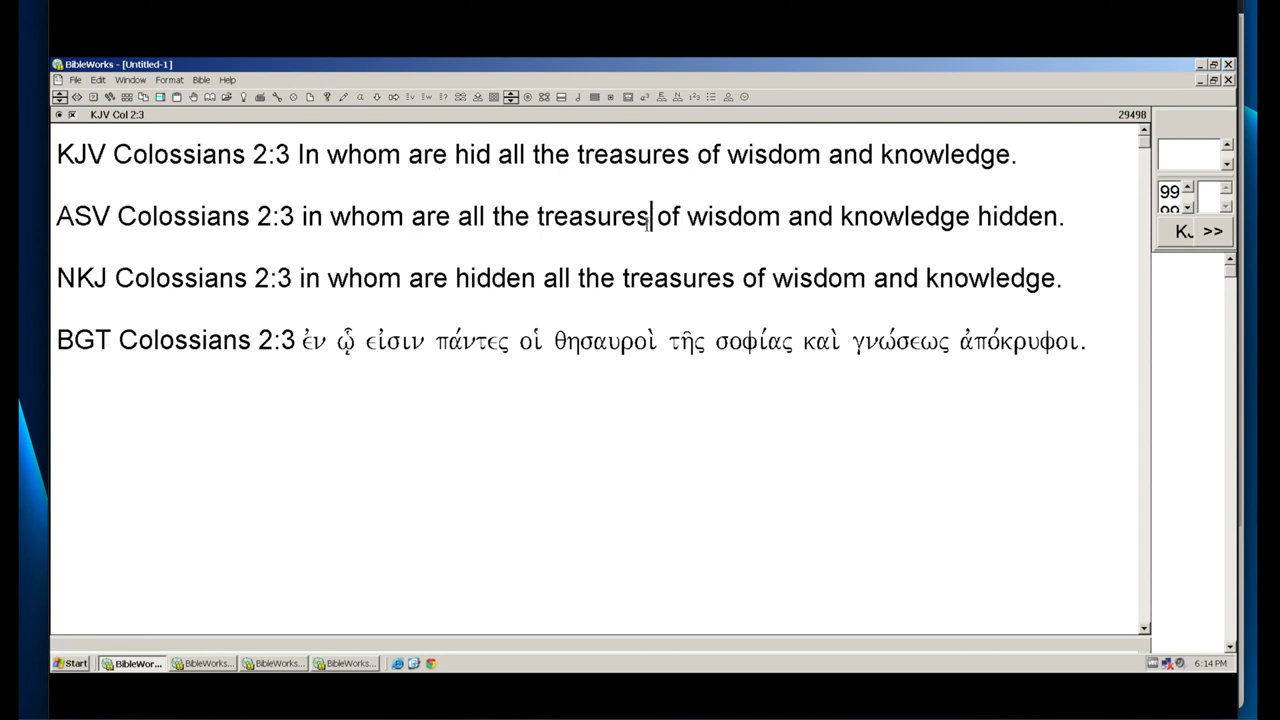 BibleWorks - [Untitled-1]
File Edit Window Format Bible Help
KJV Col 2:3 29498
KJV Colossians 2:3 In whom are hid all the treasures of wisdom and knowledge.
ASV Colossians 2:3 in whom are all the treasures of wisdom and knowledge hidden.
NKJ Colossians 2:3 in whom are hidden all the treasures of wisdom and knowledge.
BGT Colossians 2:3 ἐν ᾧ εἰσιν πάντες οἱ θησαυροὶ τῆς σοφίας καὶ γνώσεως ἀπόκρυφοι.
99
>>
Start BibleWor... BibleWorks... BibleWorks... BibleWorks... 6:14 PM